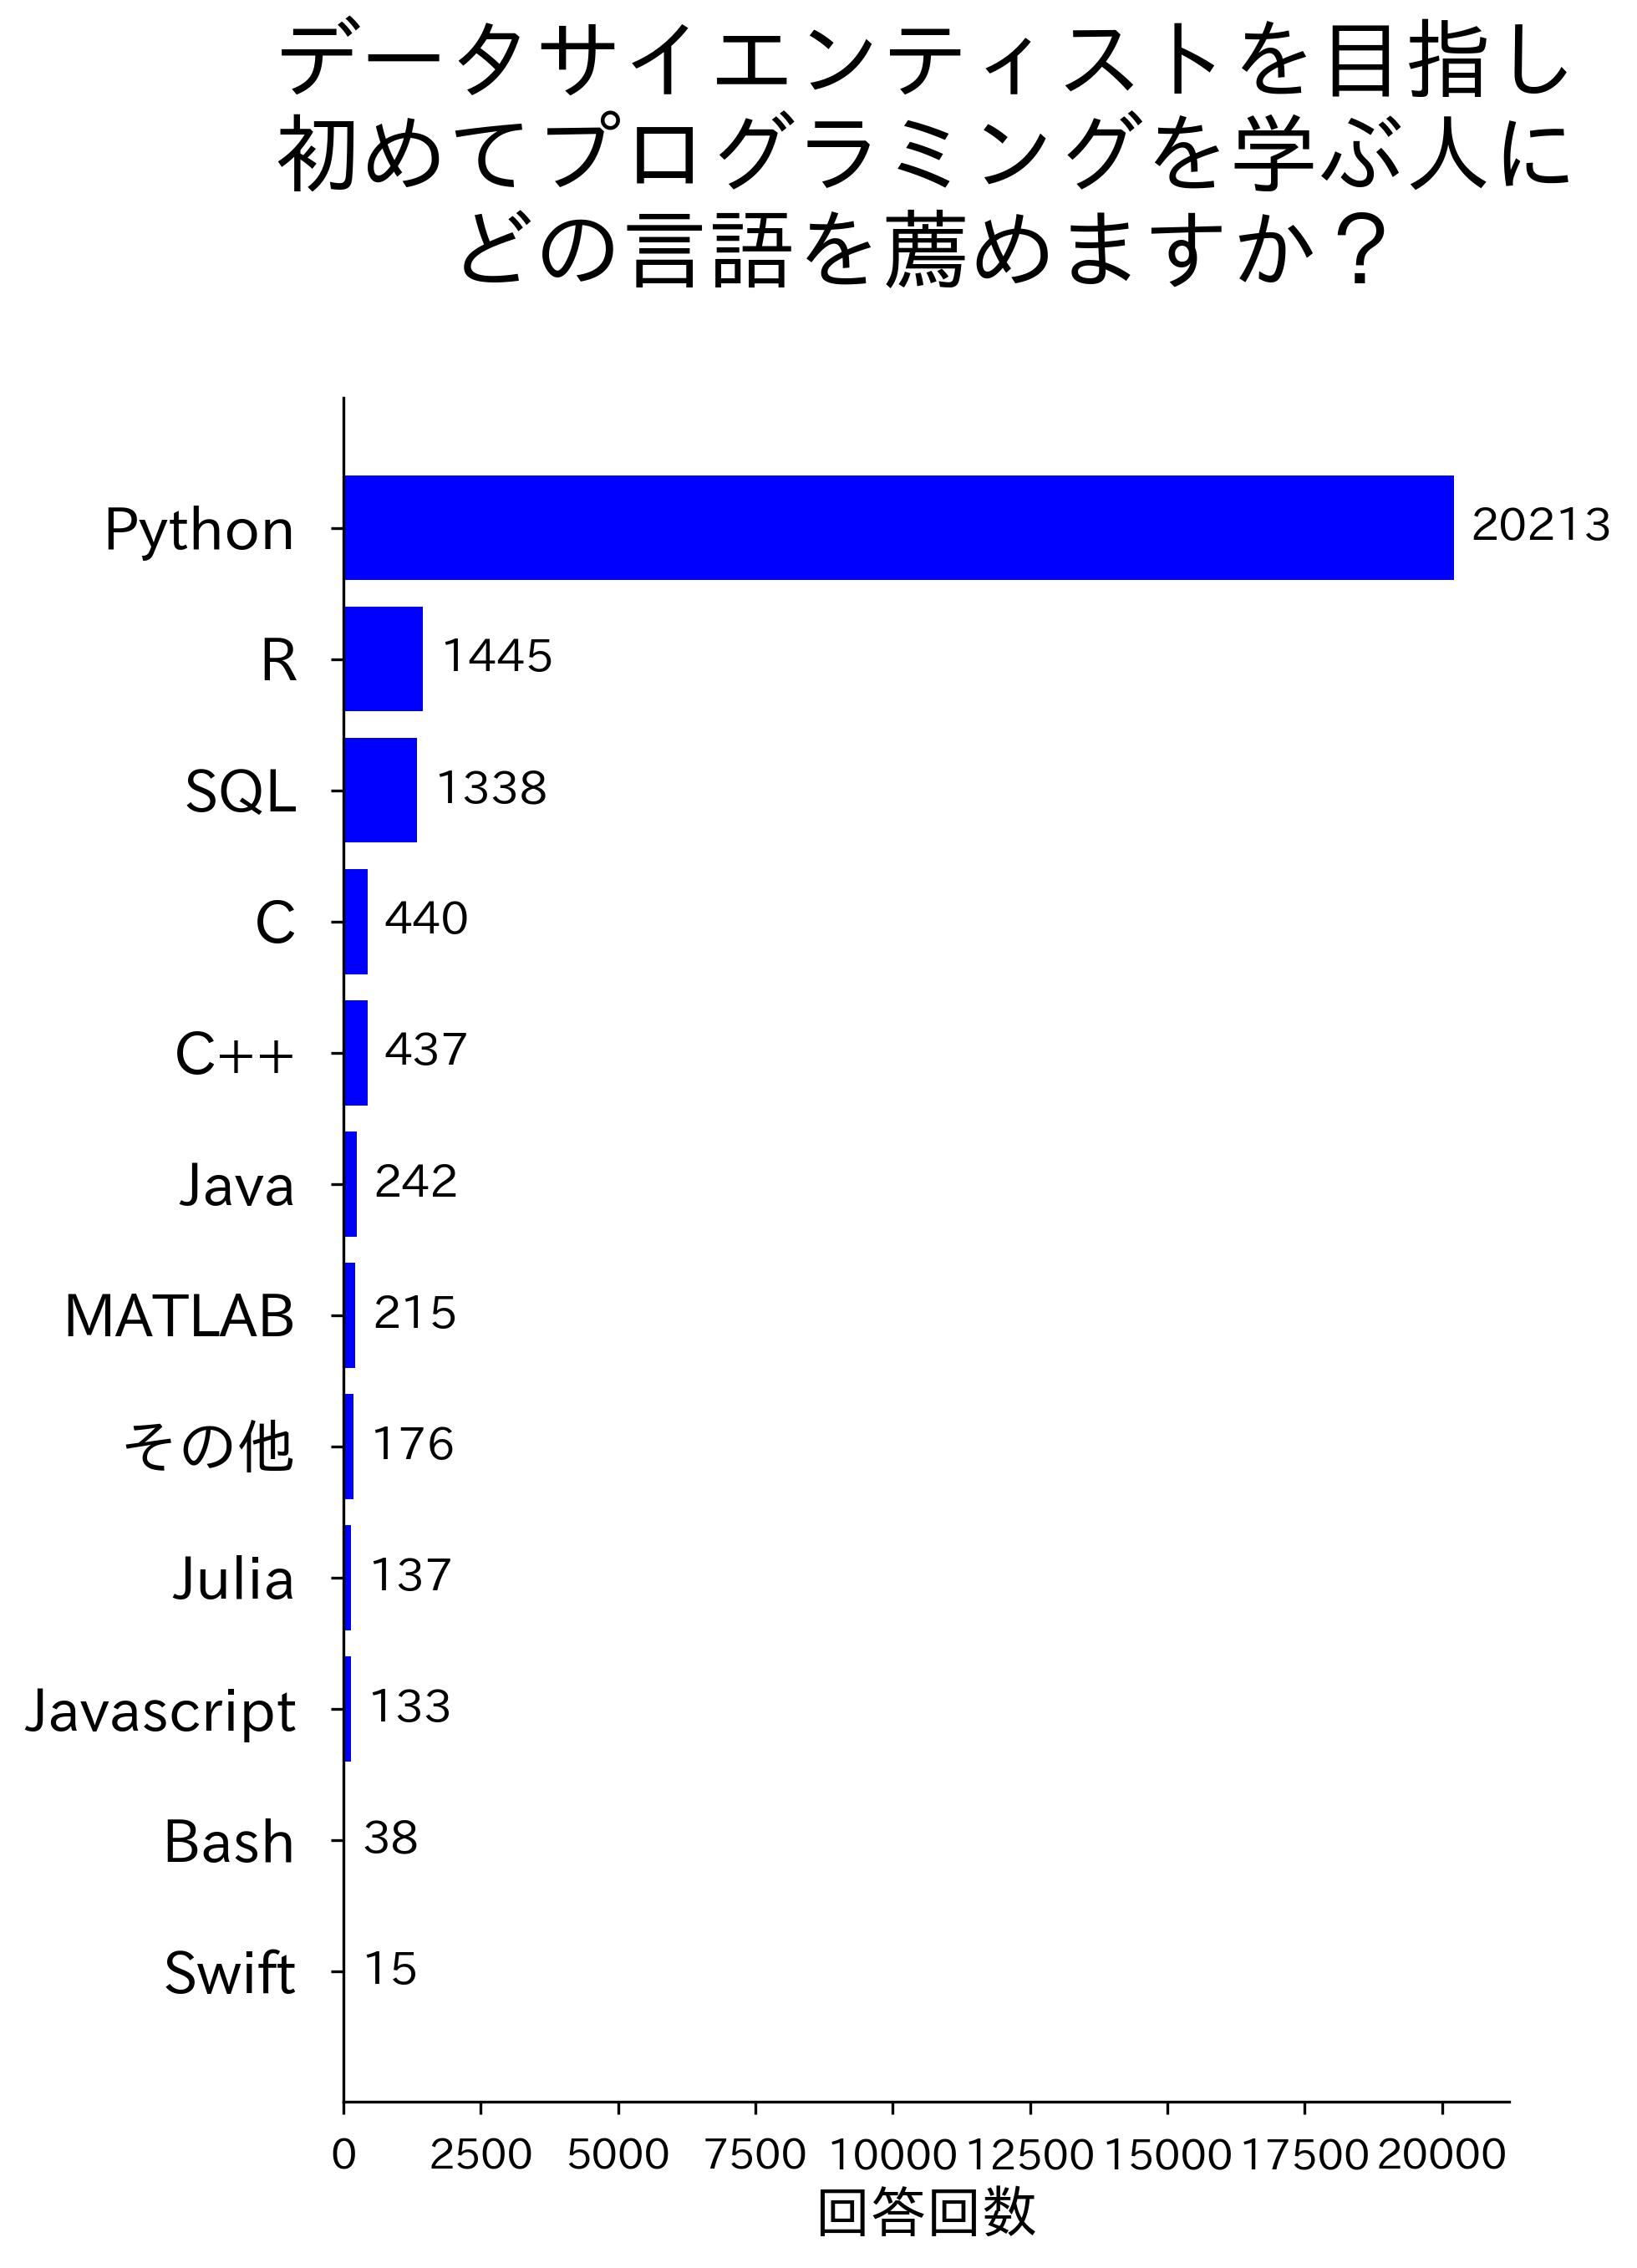 データサイエンティストを目指し
初めてプログラミングを学ぶ人に
どの言語を薦めますか？
Python 20213
R 1445
SQL 1338
C 440
C++ 437
Java 242
MATLAB 215
その他 176
Julia 137
Javascript 133
Bash 38
Swift 15
0 2500 5000 7500 10000 12500 15000 17500 20000
回答回数